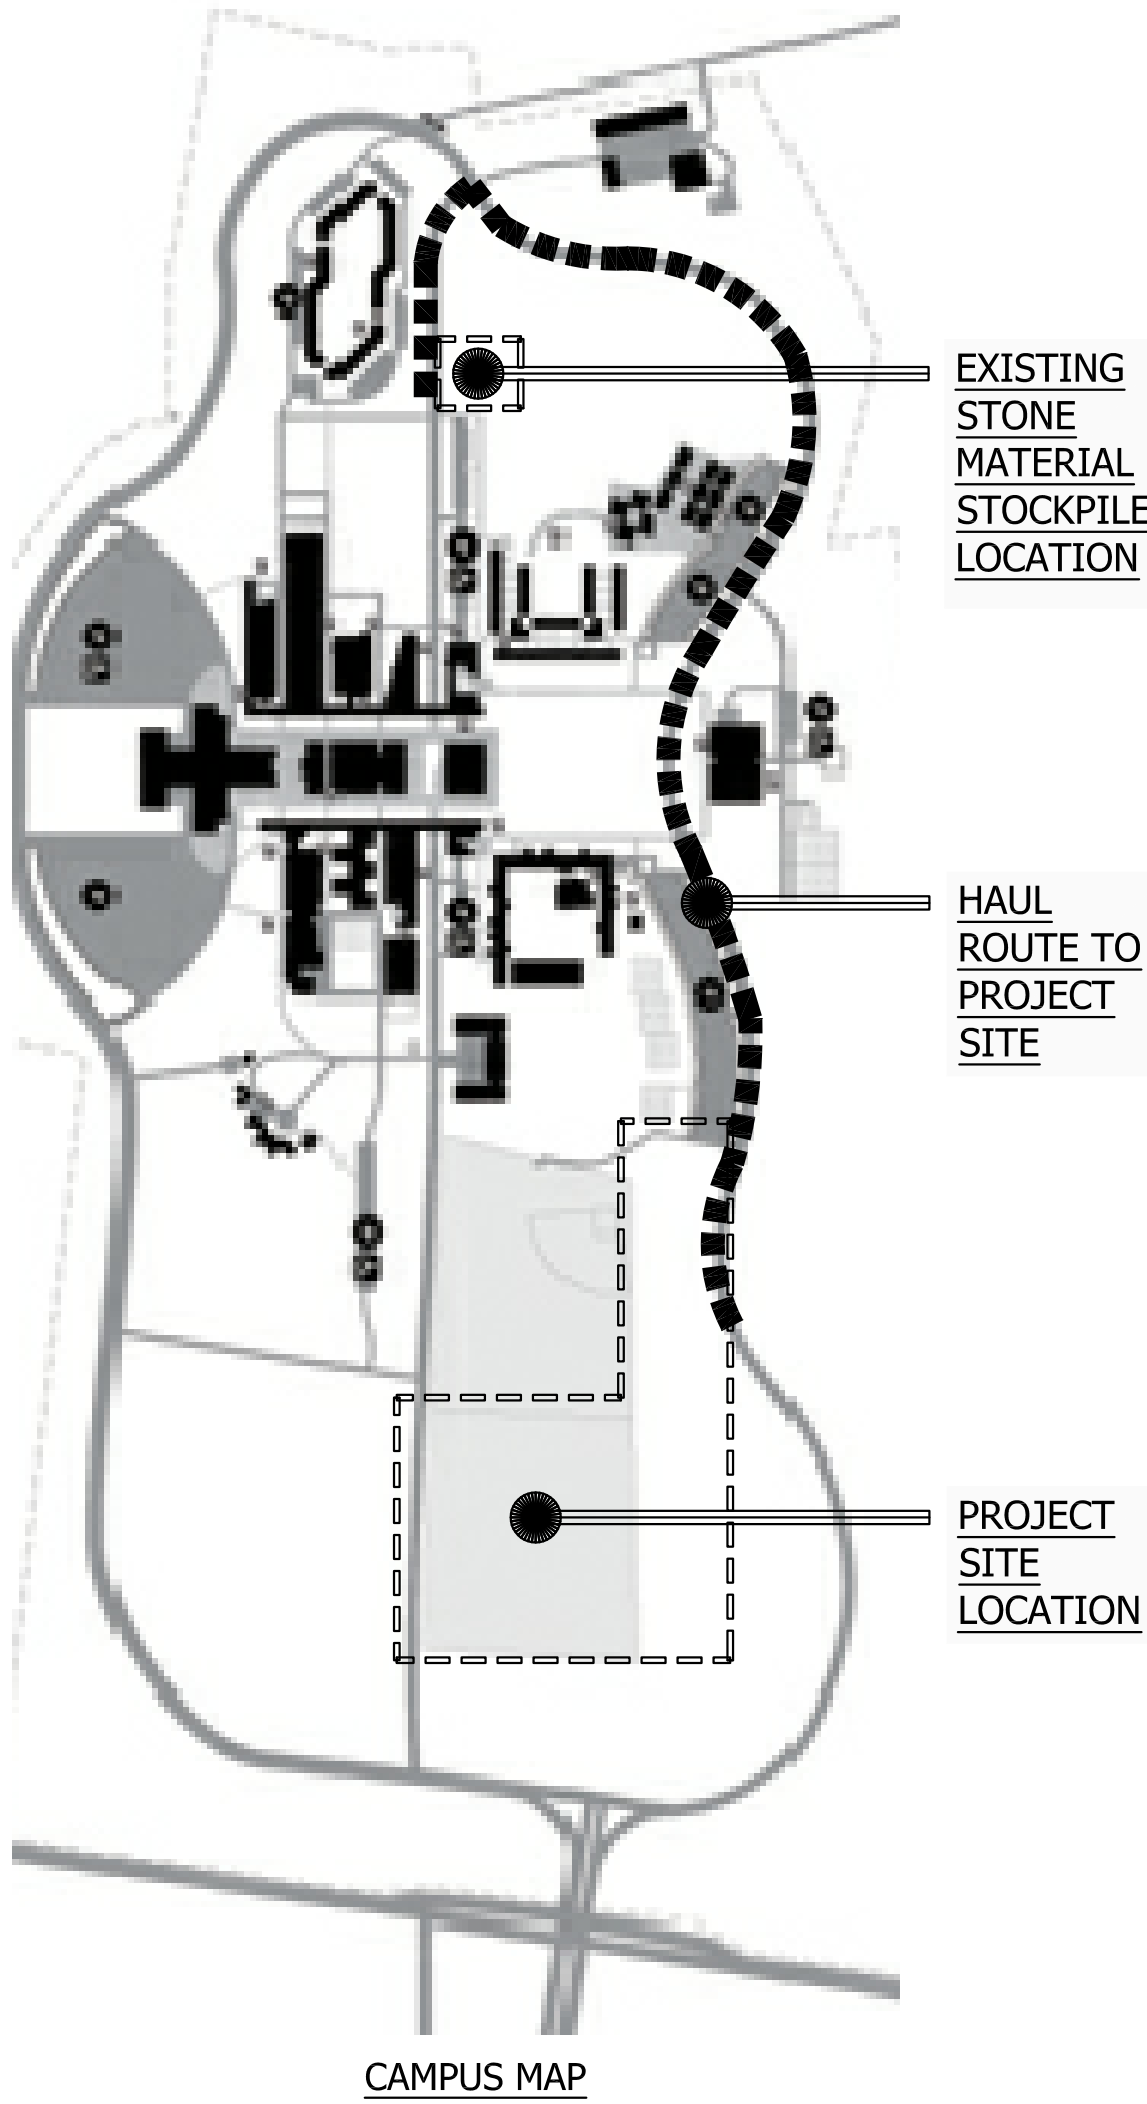 EXISTING
STONE
MATERIAL
STOCKPILE
LOCATION
HAUL
ROUTE TO
PROJECT
SITE
PROJECT
SITE
LOCATION
CAMPUS MAP